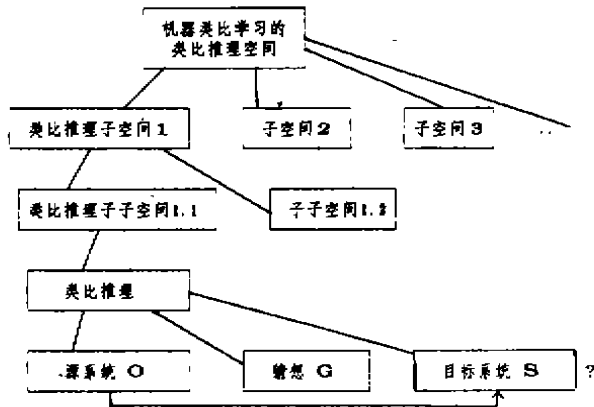 机器类比学习的
类比推理空间
类比推理子空间1
子空间2
子空间3
..
类比推理子子空间1.1
子子空间1.2
类比推理
源系统 O
猜想 G
目标系统 S
?